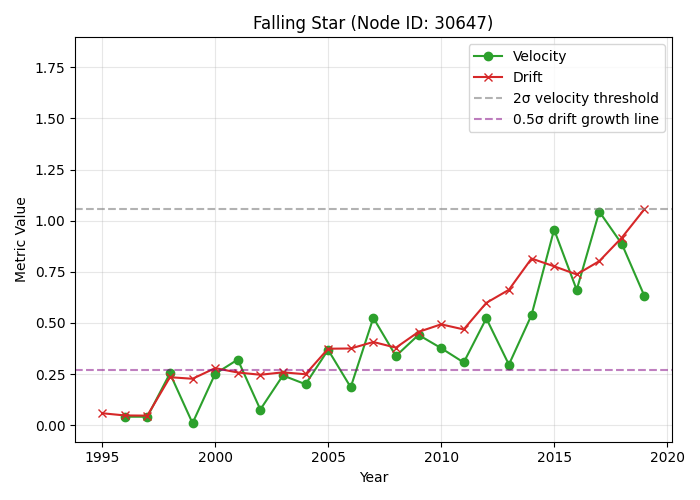 Falling Star (Node ID: 30647)
Velocity
Drift
2σ velocity threshold
0.5σ drift growth line
Metric Value
1.75
1.50
1.25
1.00
0.75
0.50
0.25
0.00
1995
2000
2005
2010
2015
2020
Year